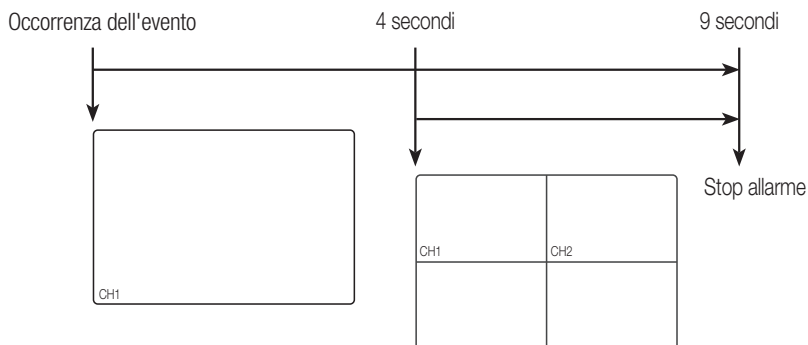 Occorrenza dell'evento 4 secondi 9 secondi
Stop allarme
CH1 CH2
CH1